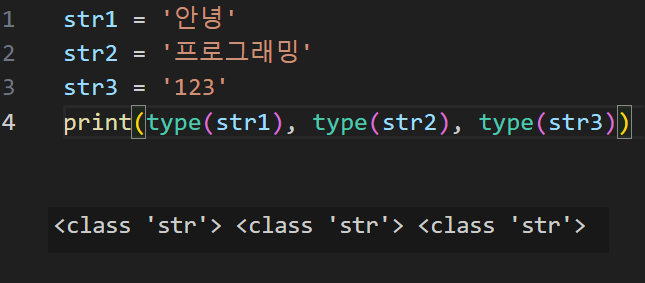 1 str1 = '안녕'
2 str2 = '프로그래밍'
3 str3 = '123'
4 print(type(str1), type(str2), type(str3))
<class 'str'> <class 'str'> <class 'str'>